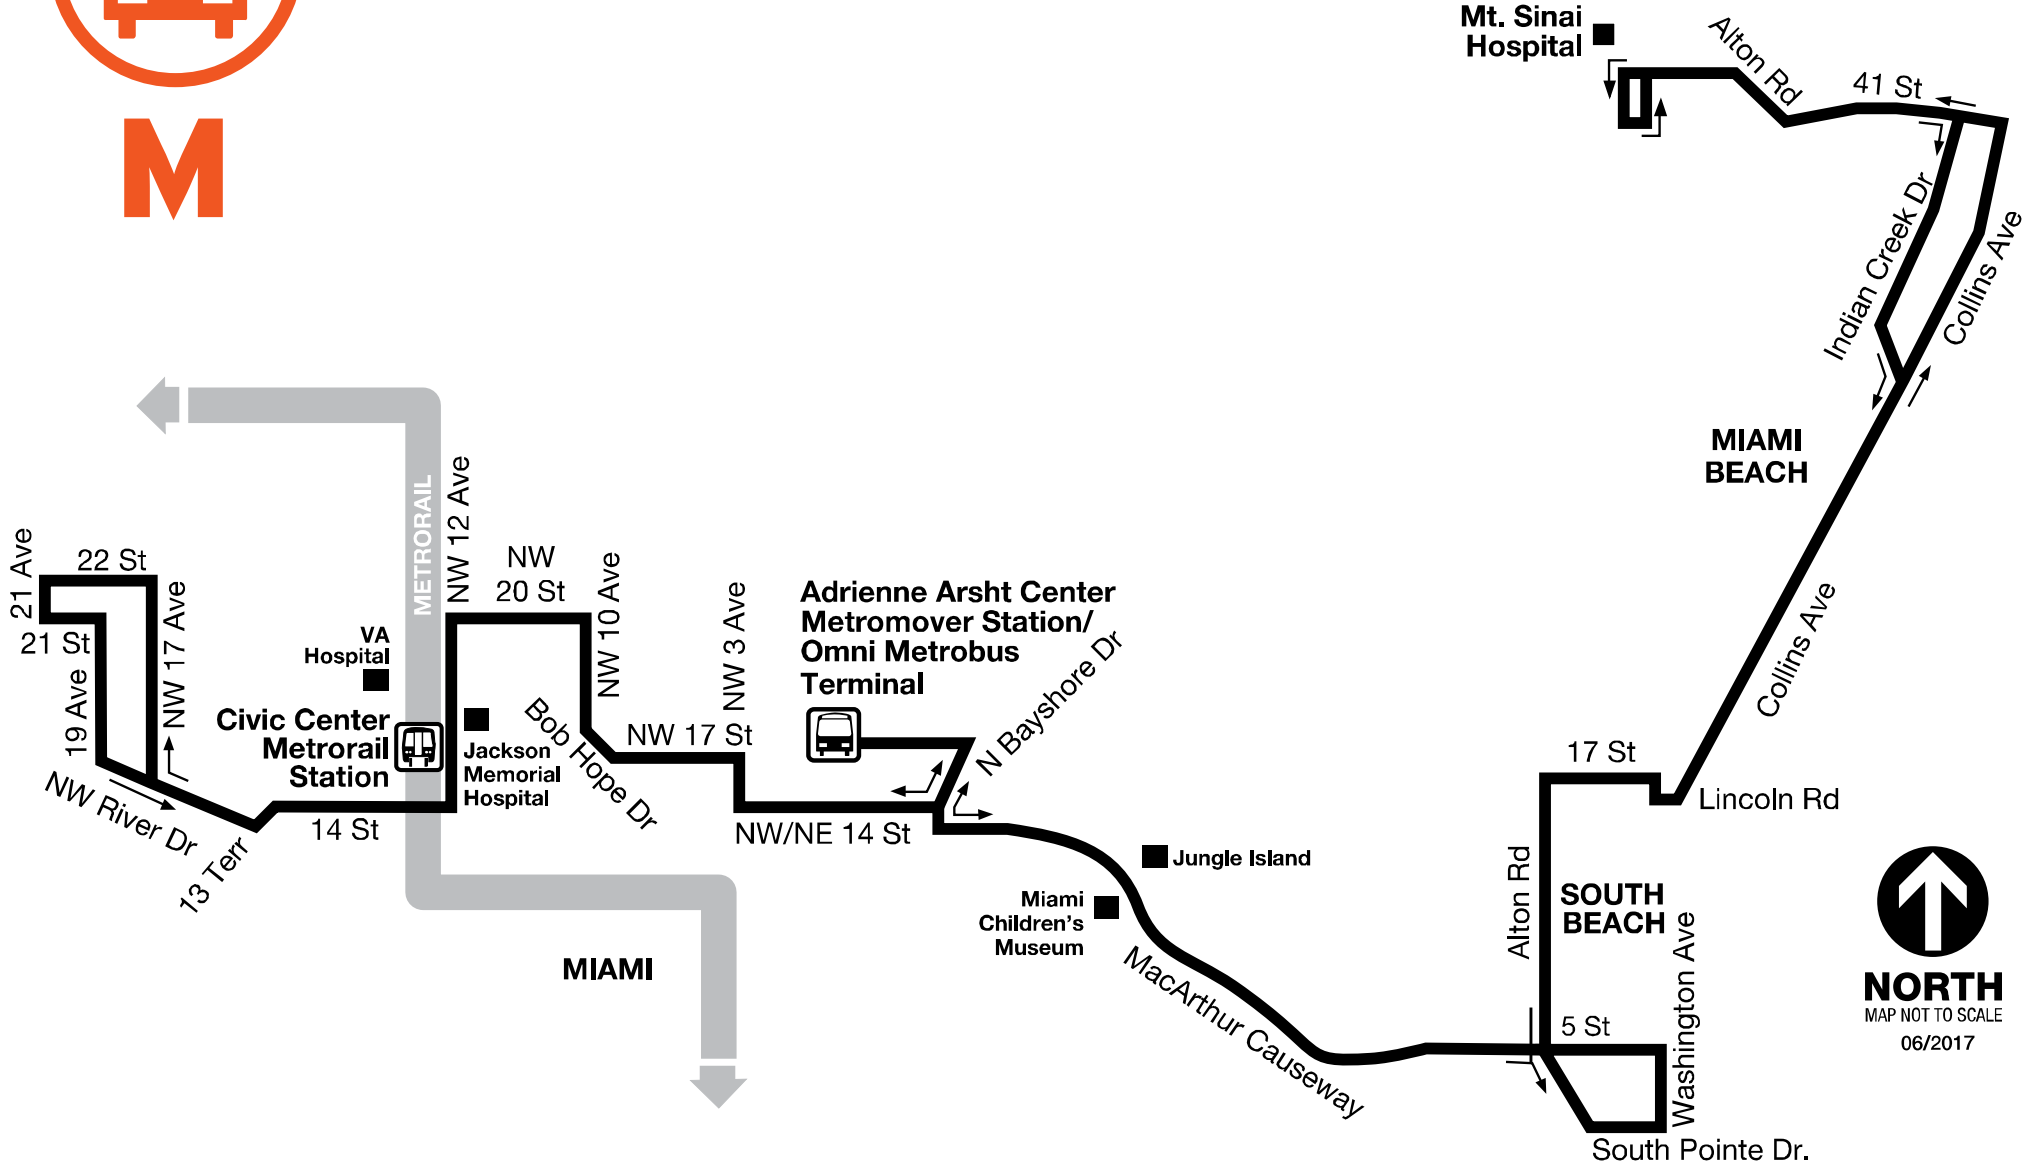 M
Mt. Sinai
Hospital
Alton Rd
41 St
Indian Creek Dr
Collins Ave
MIAMI
BEACH
METRORAIL
NW 12 Ave
NW
20 St
NW 10 Ave
NW 3 Ave
21 Ave
22 St
21 St
NW 17 Ave
19 Ave
VA
Hospital
Civic Center
Metrorail
Station
Jackson
Memorial
Hospital
Bob Hope Dr
NW 17 St
Adrienne Arsht Center
Metromover Station/
Omni Metrobus
Terminal
N Bayshore Dr
Collins Ave
17 St
Lincoln Rd
NW River Dr
13 Terr
14 St
NW/NE 14 St
Jungle Island
Miami
Children's
Museum
MIAMI
MacArthur Causeway
Alton Rd
SOUTH
BEACH
Washington Ave
5 St
South Pointe Dr.
NORTH
MAP NOT TO SCALE
06/2017